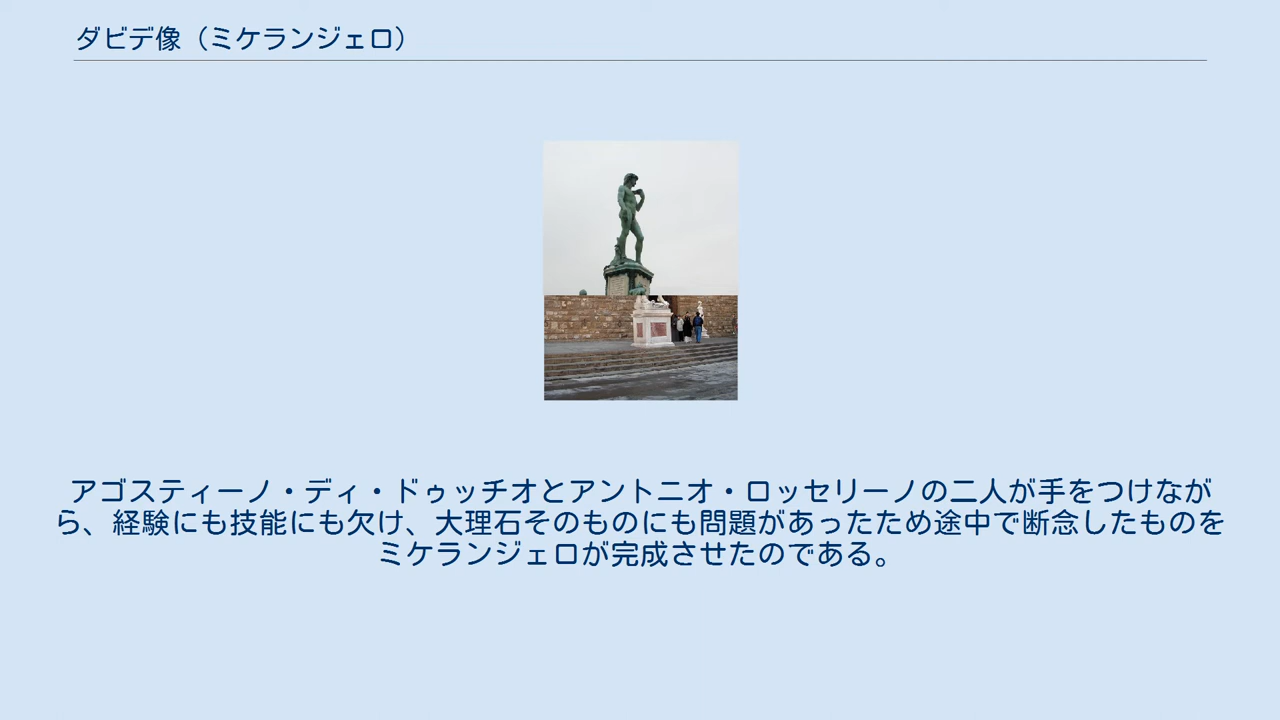 ダビデ像（ミケランジェロ）
アゴスティーノ・ディ・ドゥッチオとアントニオ・ロッセリーノの二人が手をつけなが
ら、経験にも技能にも欠け、大理石そのものにも問題があったため途中で断念したものを
ミケランジェロが完成させたのである。